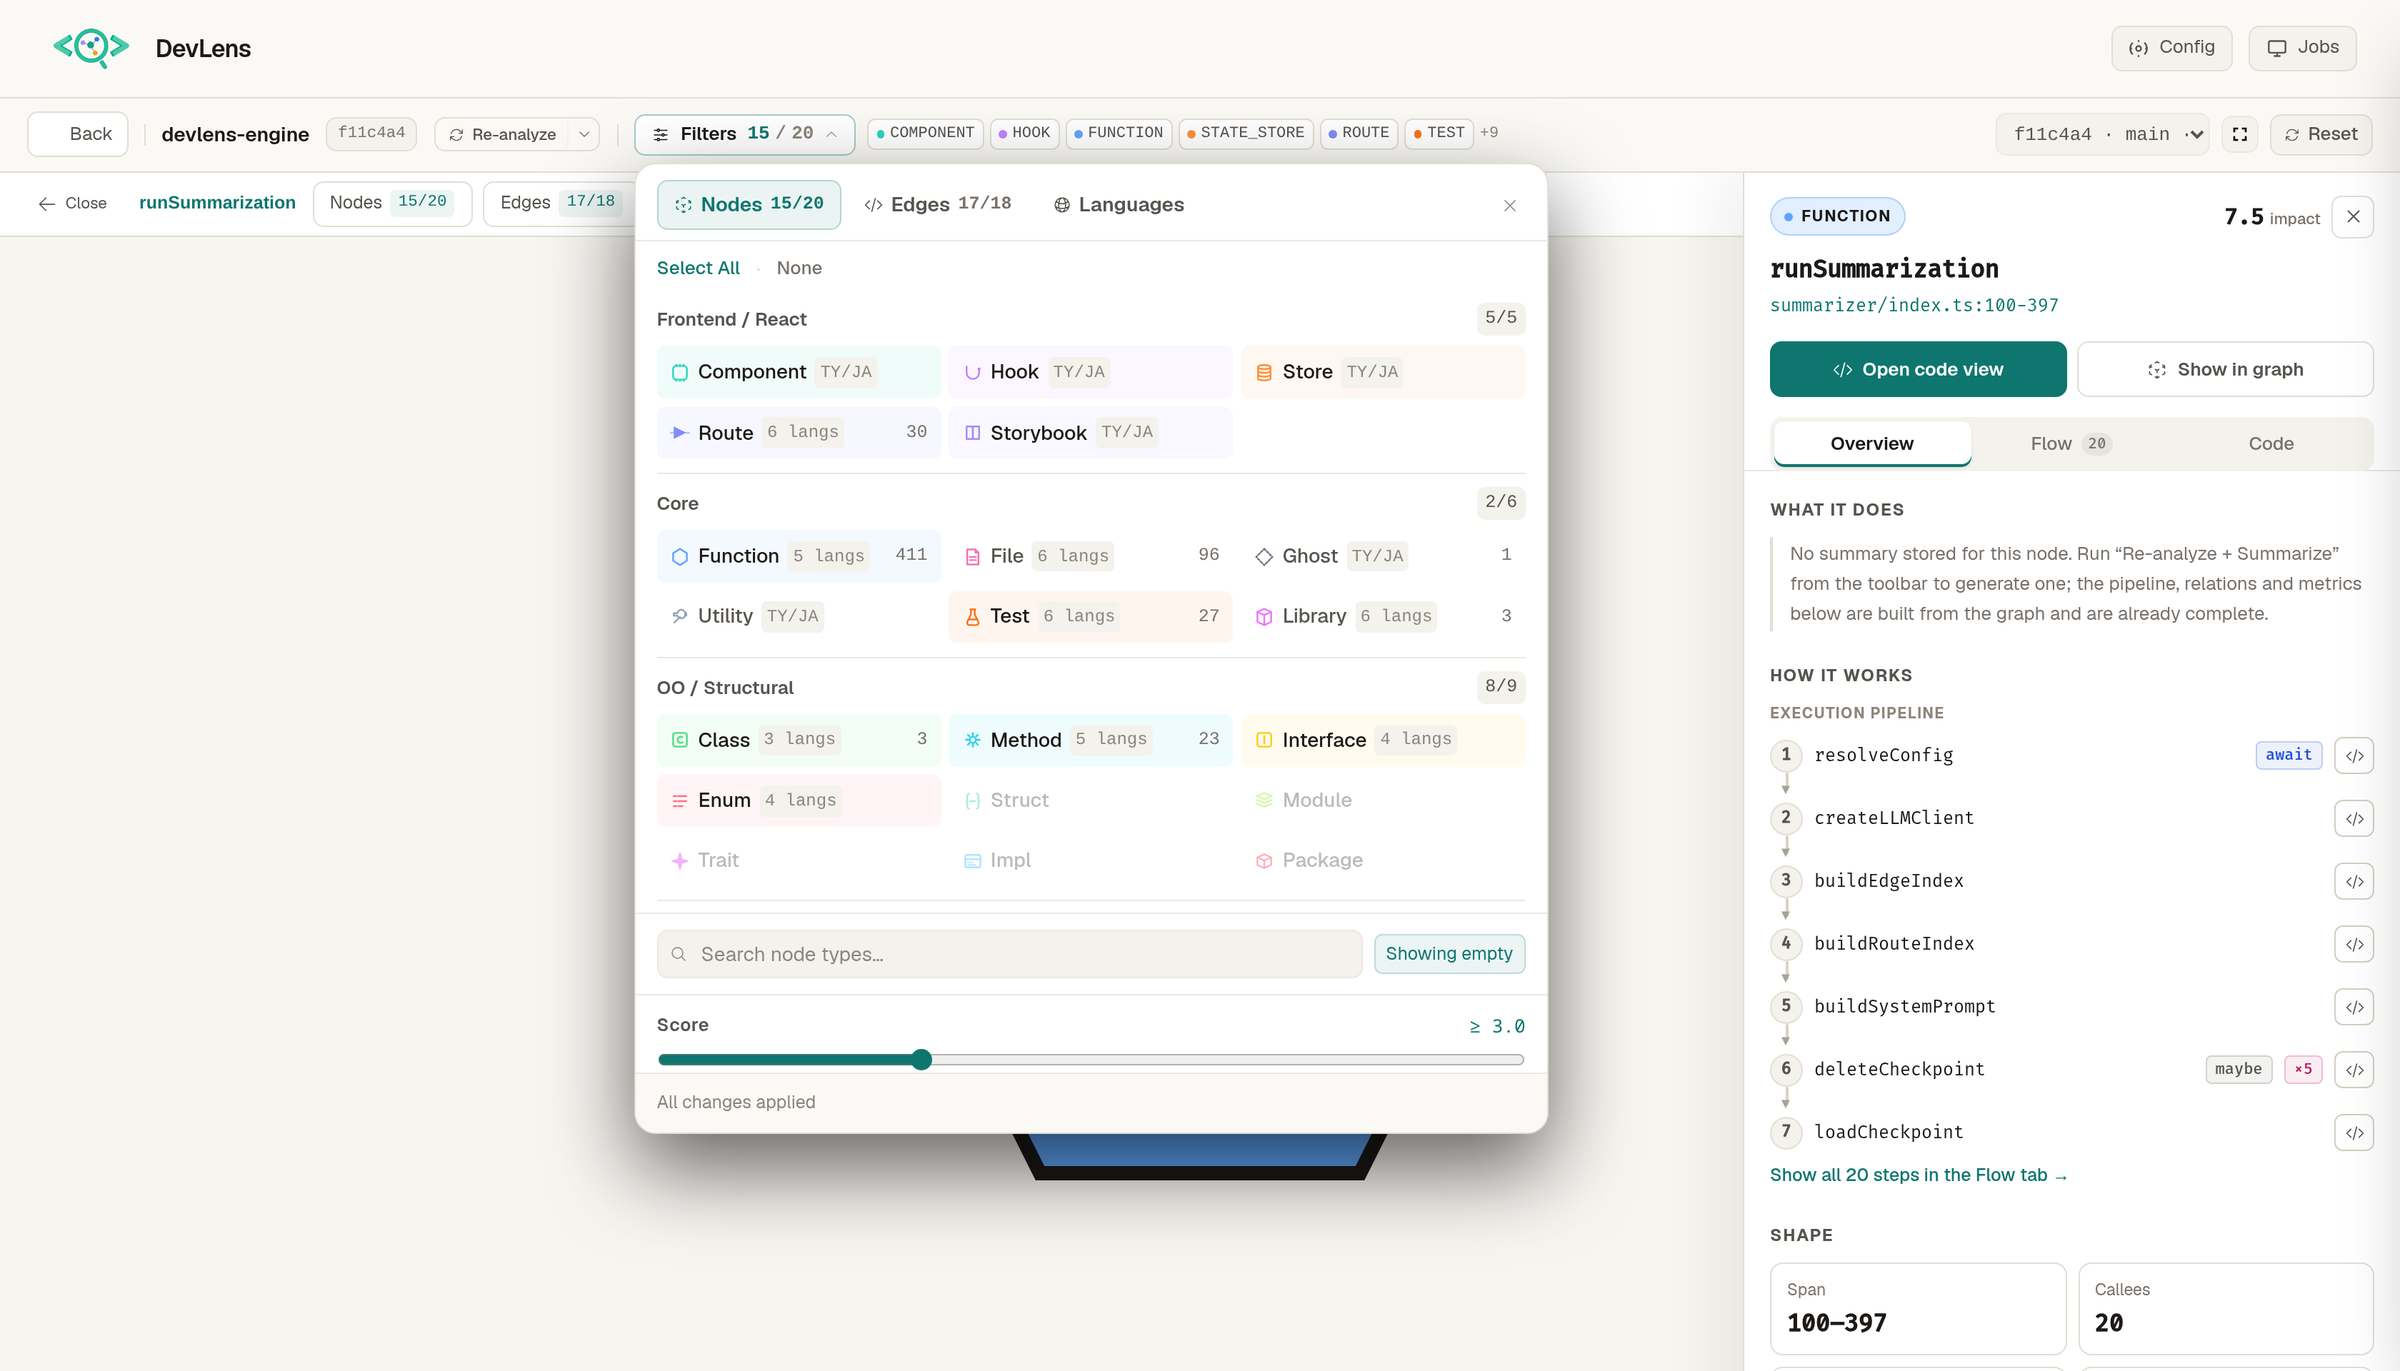 DevLens
Config
Jobs
Back
devlens-engine
f11c4a4
Re-analyze
Filters 15 / 20
COMPONENT
HOOK
FUNCTION
STATE_STORE
ROUTE
TEST
+9
f11c4a4 · main ·
Reset
Close
runSummarization
Nodes 15/20
Edges 17/18
Nodes 15/20
Edges 17/18
Languages
Select All · None
Frontend / React 5/5
Component TY/JA
Hook TY/JA
Store TY/JA
Route 6 langs 30
Storybook TY/JA
Core 2/6
Function 5 langs 411
File 6 langs 96
Ghost TY/JA 1
Utility TY/JA
Test 6 langs 27
Library 6 langs 3
OO / Structural 8/9
Class 3 langs 3
Method 5 langs 23
Interface 4 langs
Enum 4 langs
Struct
Module
Trait
Impl
Package
Search node types...
Showing empty
Score ≥ 3.0
All changes applied
FUNCTION
7.5 impact
runSummarization
summarizer/index.ts:100-397
Open code view
Show in graph
Overview
Flow 20
Code
WHAT IT DOES
No summary stored for this node. Run “Re-analyze + Summarize”
from the toolbar to generate one; the pipeline, relations and metrics
below are built from the graph and are already complete.
HOW IT WORKS
EXECUTION PIPELINE
1 resolveConfig await
2 createLLMClient
3 buildEdgeIndex
4 buildRouteIndex
5 buildSystemPrompt
6 deleteCheckpoint maybe ×5
7 loadCheckpoint
Show all 20 steps in the Flow tab →
SHAPE
Span
100–397
Callees
20